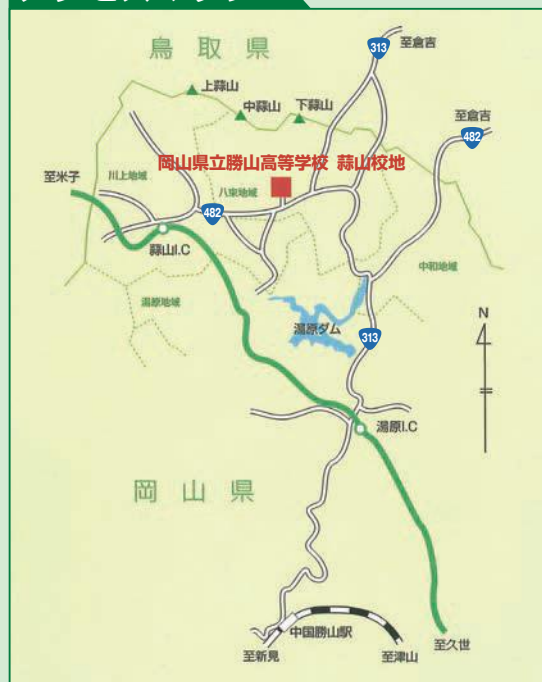 鳥取県
313
至倉吉
上蒜山
中蒜山
下蒜山
至倉吉
482
岡山県立勝山高等学校 蒜山校地
至米子
川上地域
八束地域
482
蒜山I.C
中和地域
湯原地域
湯原ダム
313
N
湯原I.C
岡山県
中国勝山駅
至新見
至津山
至久世